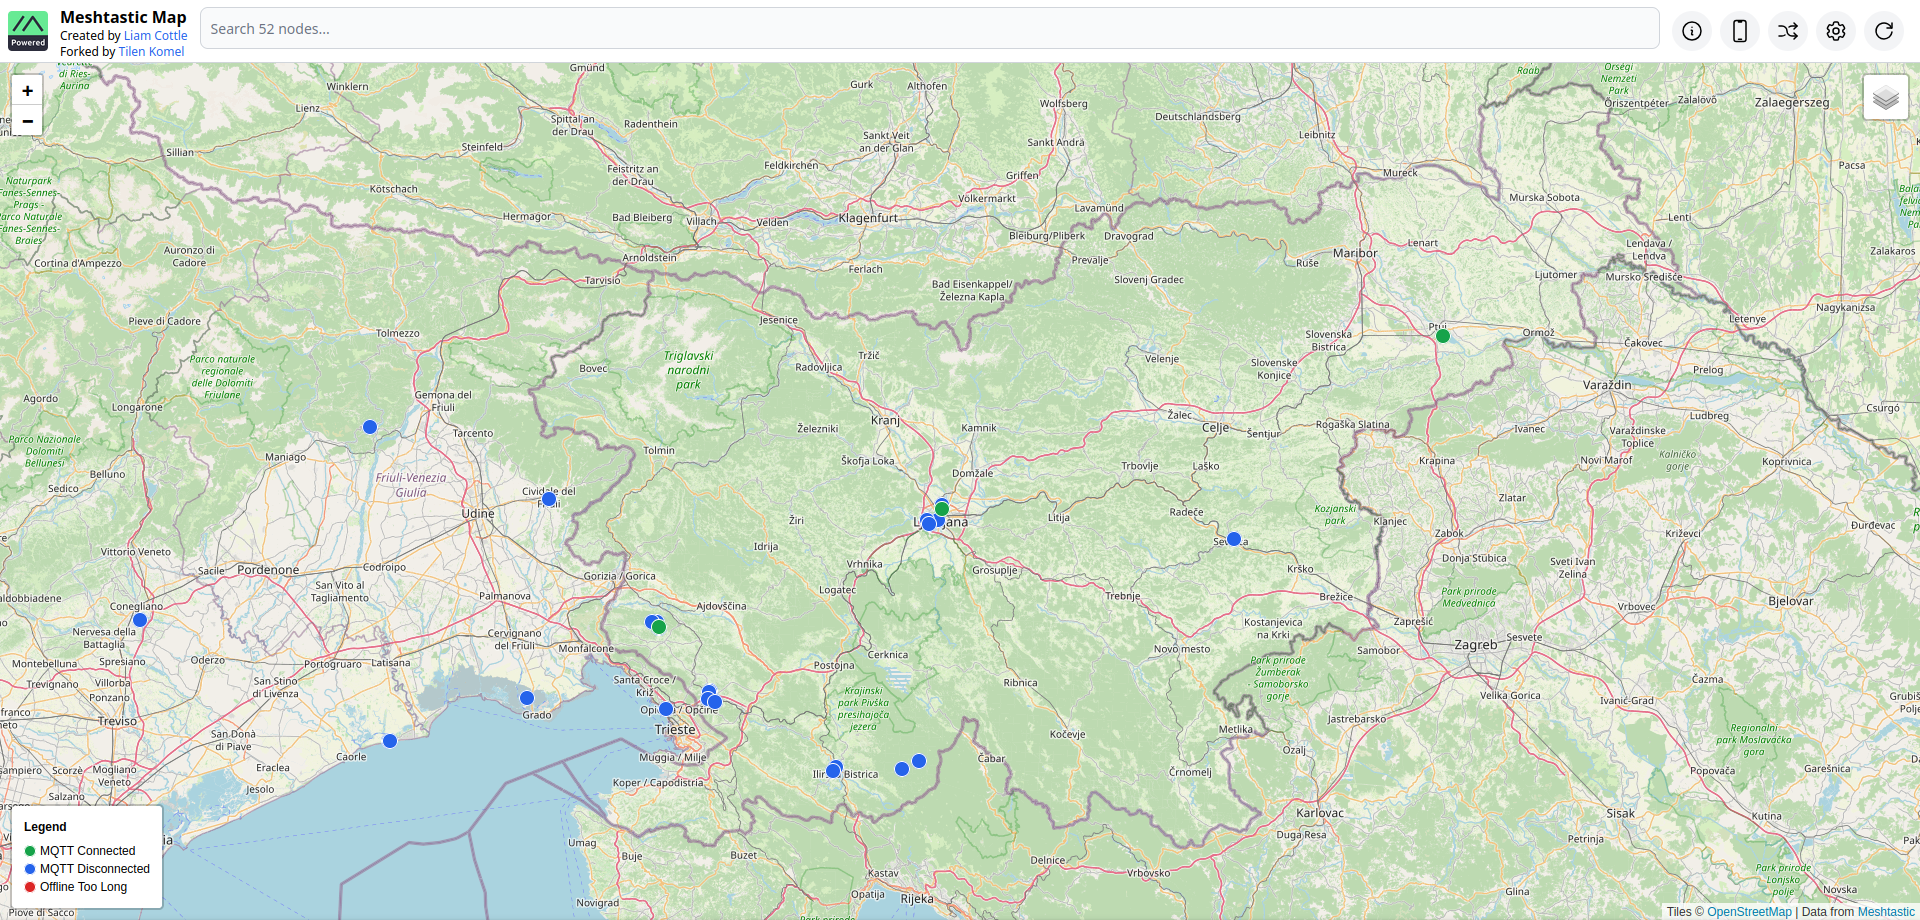 Powered
Meshtastic Map
Created by Liam Cottle
Forked by Tilen Komel
Search 52 nodes...
+
−
di Ries-
Aurina
Winklern
Gmünd
Gurk
Althofen
Wolfsberg
Deutschlandsberg
Raab
Őrségi
Nemzeti
Park
Őriszentpéter
Zalalövő
Zalaegerszeg
Lienz
Spittal an
der Drau
Radenthein
Sankt Veit
an der Glan
Sankt Andrä
Leibnitz
Sillian
Steinfeld
Feldkirchen
Pacsa
Naturpark
Fanes-Sennes-
Prags -
Parco Naturale
Fanes-Sennes-
Braies
Kötschach
Feistritz an
der Drau
Griffen
Völkermarkt
Mureck
Murska Sobota
Hermagor
Bad Bleiberg
Villach
Velden
Klagenfurt
Lavamünd
Lenti
Bleiburg/Pliberk
Dravograd
Auronzo di
Cadore
Cortina d'Ampezzo
Arnoldstein
Ferlach
Prevalje
Maribor
Ruše
Lenart
Lendava /
Lendva
Zalakaros
Tarvisio
Bad Eisenkappel/
Železna Kapla
Slovenj Gradec
Ljutomer
Mursko Središće
Pieve di Cadore
Tolmezzo
Jesenice
Slovenska
Bistrica
Ptuj
Ormož
Letenye
Nagykanizsa
Čakovec
Parco naturale
regionale
delle Dolomiti
Friulane
Triglavski
narodni
park
Bovec
Tržič
Radovljica
Velenje
Slovenske
Konjice
Prelog
Varaždin
Agordo
Longarone
Gemona del
Friuli
Csurgó
Kranj
Žalec
Celje
Šentjur
Rogaška Slatina
Ivanec
Ludbreg
Varaždinske
Toplice
Parco Nazionale
Dolomiti
Bellunesi
Tarcento
Železniki
Kamnik
Maniago
Tolmin
Škofja Loka
Domžale
Trbovlje
Laško
Krapina
Novi Marof
Kalničko
gorje
Koprivnica
Belluno
Sedico
Friuli-Venezia
Giulia
Cividale del
Udine
Žiri
Litija
Radeče
Kozjanski
park
Klanjec
Zlatar
Đurđevac
Zabok
Križevci
Vittorio Veneto
Idrija
Vrhnika
Grosuplje
Krško
Donja Stubica
Sveti Ivan
Zelina
Sacile
Pordenone
Codroipo
Gorizia / Gorica
Logatec
San Vito al
Tagliamento
Palmanova
Trebnje
Brežice
Park prirode
Medvednica
Vrbovec
Bjelovar
Conegliano
Ajdovščina
Kostanjevica
na Krki
Zaprešić
Nervesa della
Battaglia
Cervignano
del Friuli
Monfalcone
Zagreb
Sesvete
Montebelluna
Spresiano
Oderzo
Portogruaro
Latisana
Postojna
Cerknica
Novo mesto
Samobor
Trevignano
Villorba
Ponzano
San Stino
di Livenza
Santa Croce /
Križ
Ribnica
Park prirode
Žumberak
- Samoborsko
gorje
Čazma
Velika Gorica
Ivanić-Grad
Krajinski
park Pivška
presihajoča
jezera
Treviso
Grado
Trieste
Kočevje
Metlika
Jastrebarsko
Regionalni
park
Moslavačka
gora
San Donà
di Piave
Caorle
Muggia / Milje
Čabar
Ozalj
Eraclea
Scorzè
Mogliano
Veneto
Koper / Capodistria
Črnomelj
Popovača
Garešnica
Salzano
Jesolo
Karlovac
Sisak
Kutina
Duga Resa
Petrinja
Umag
Buje
Buzet
Delnice
Vrbovsko
Kastav
Park prirode
Lonjsko
polje
Opatija
Rijeka
Novigrad
Glina
Novska
Piove di Sacco
Legend
MQTT Connected
MQTT Disconnected
Offline Too Long
Tiles © OpenStreetMap | Data from Meshtastic